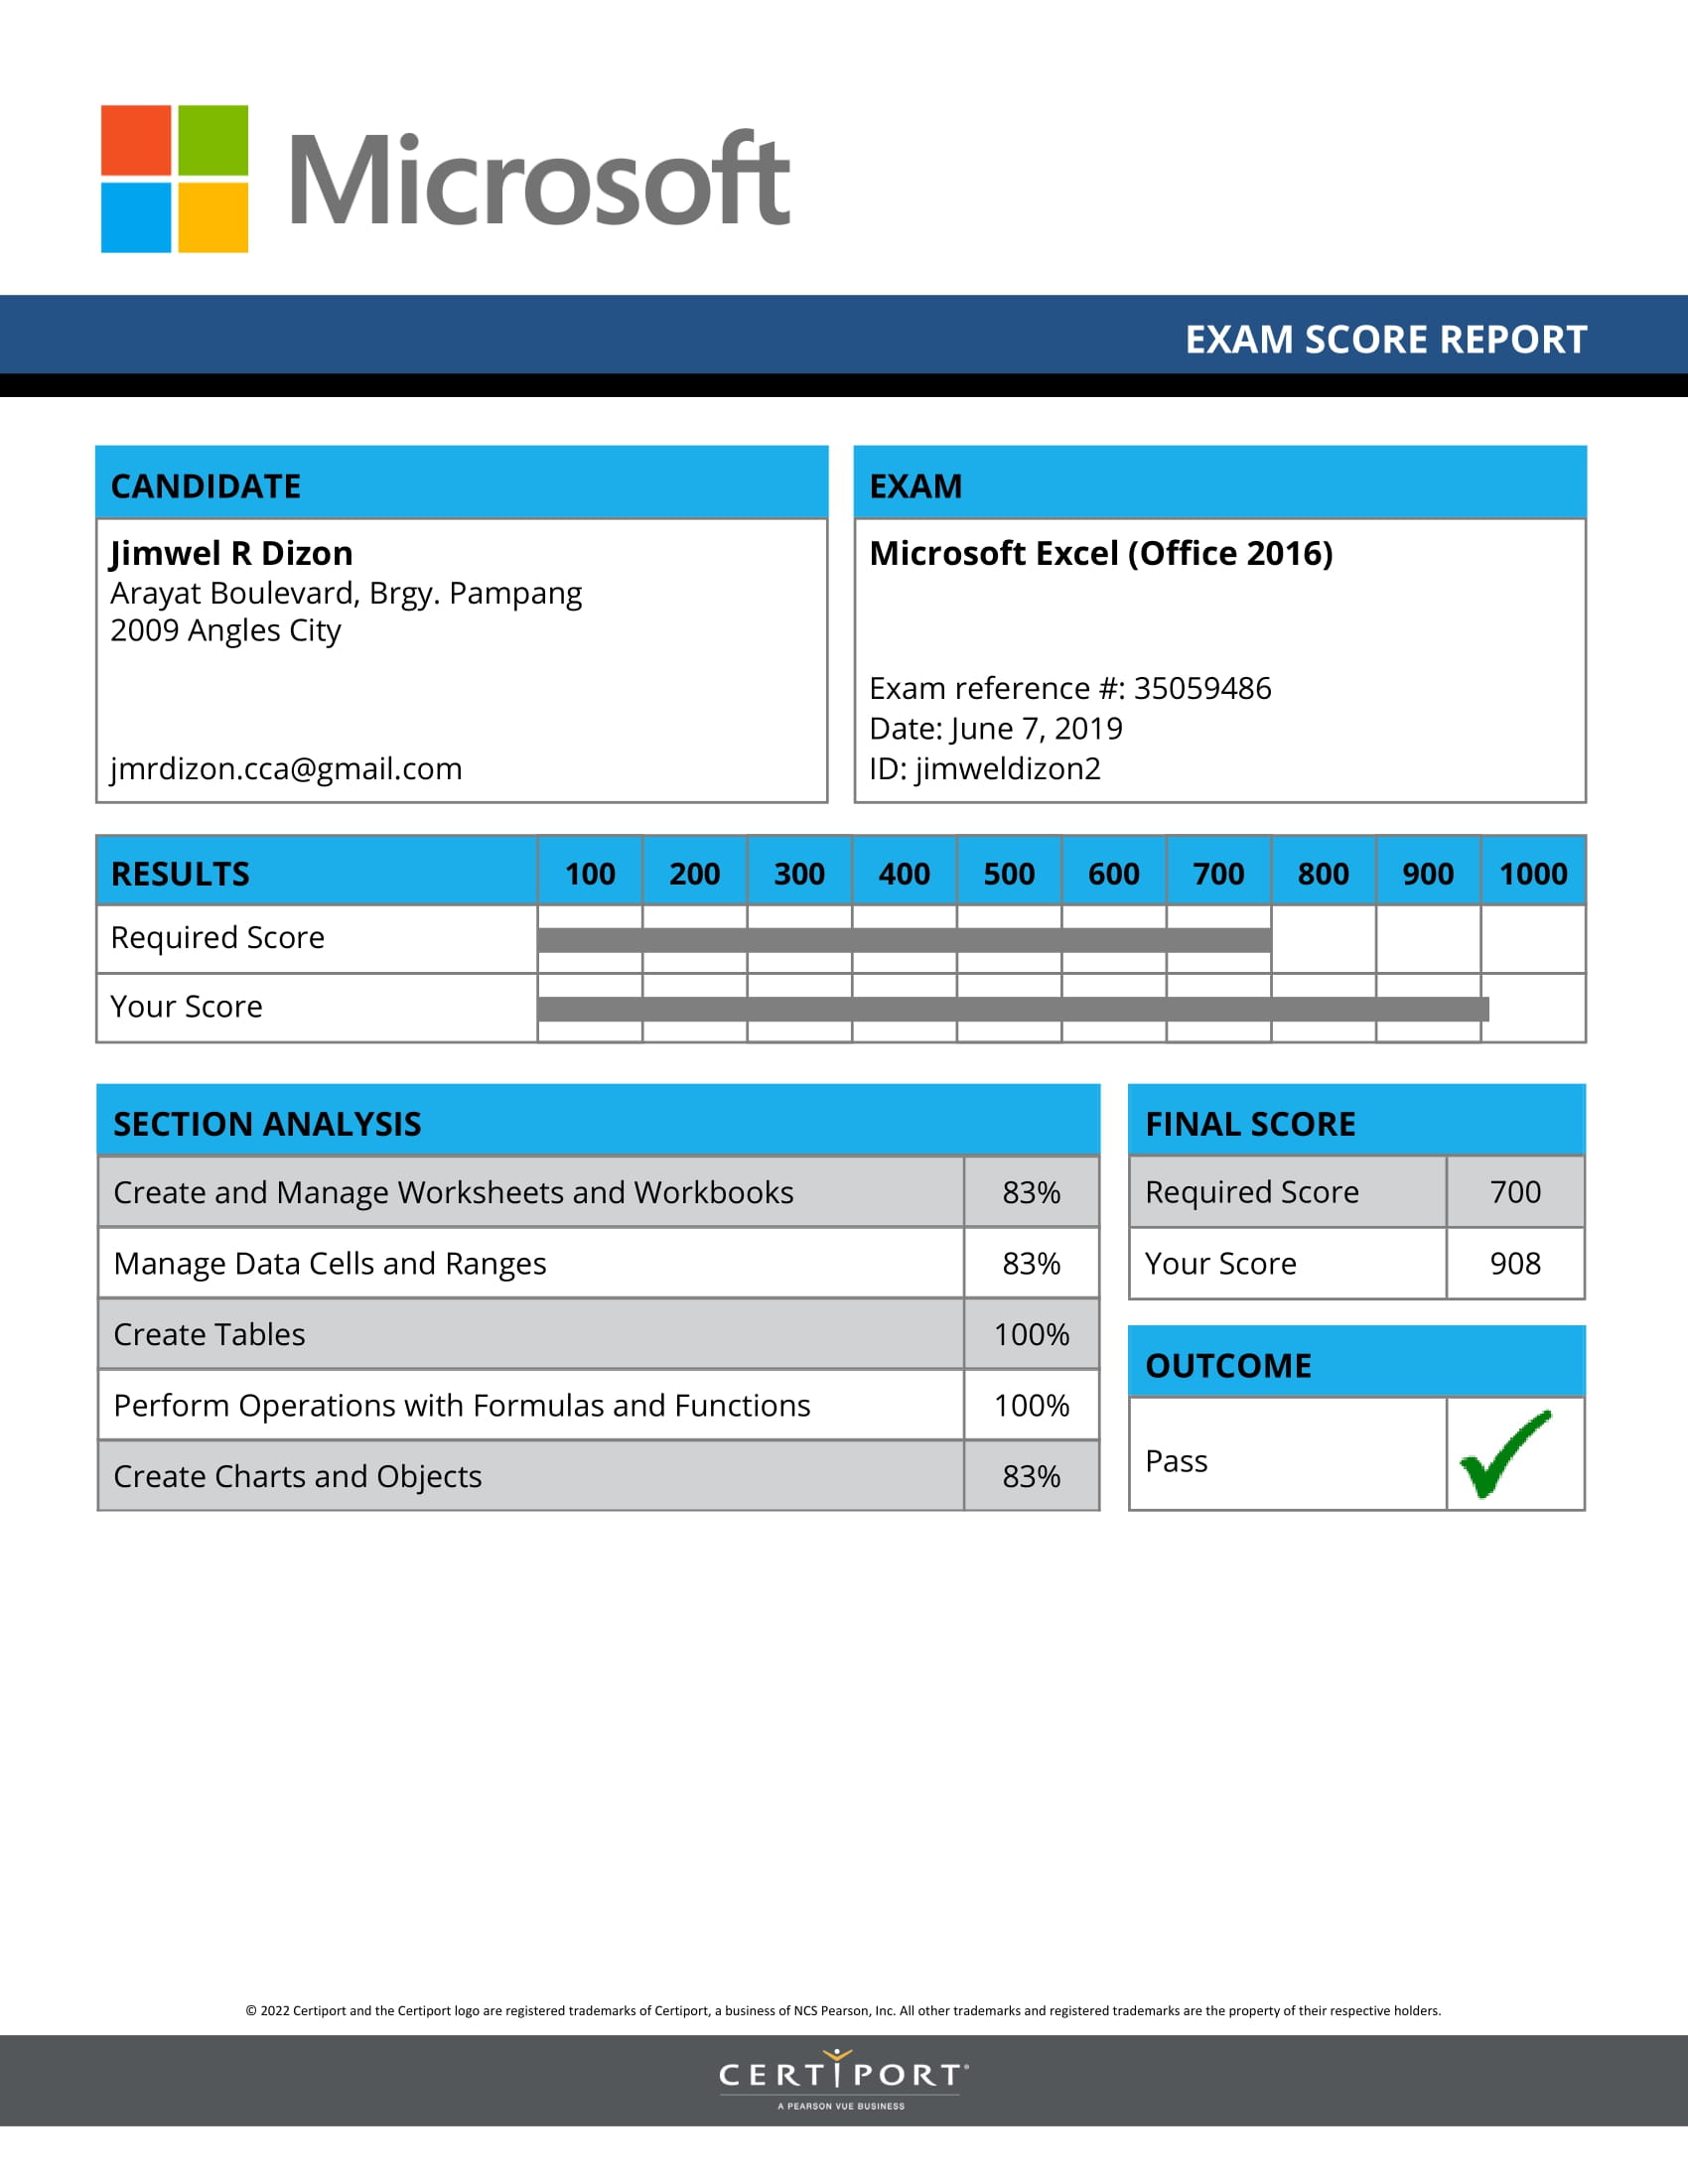 Microsoft
EXAM SCORE REPORT
CANDIDATE
Jimwel R Dizon
Arayat Boulevard, Brgy. Pampang
2009 Angles City
jmrdizon.cca@gmail.com
EXAM
Microsoft Excel (Office 2016)
Exam reference #: 35059486
Date: June 7, 2019
ID: jimweldizon2
RESULTS 100 200 300 400 500 600 700 800 900 1000
Required Score
Your Score
SECTION ANALYSIS
Create and Manage Worksheets and Workbooks 83%
Manage Data Cells and Ranges 83%
Create Tables 100%
Perform Operations with Formulas and Functions 100%
Create Charts and Objects 83%
FINAL SCORE
Required Score 700
Your Score 908
OUTCOME
Pass
© 2022 Certiport and the Certiport logo are registered trademarks of Certiport, a business of NCS Pearson, Inc. All other trademarks and registered trademarks are the property of their respective holders.
CERTIPORT®
A PEARSON VUE BUSINESS